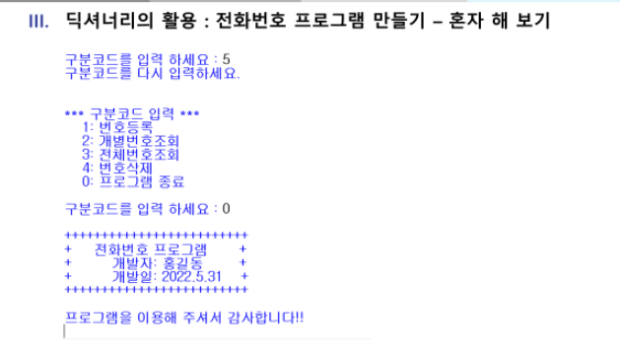 III. 딕셔너리의 활용 : 전화번호 프로그램 만들기 – 혼자 해 보기
구분코드를 입력 하세요 : 5
구분코드를 다시 입력하세요.
*** 구분코드 입력 ***
1: 번호등록
2: 개별번호조회
3: 전체번호조회
4: 번호삭제
0: 프로그램 종료
구분코드를 입력 하세요 : 0
+++++++++++++++++++++++++
+ 전화번호 프로그램 +
+ 개발자: 홍길동 +
+ 개발일: 2022.5.31 +
+++++++++++++++++++++++++
프로그램을 이용해 주셔서 감사합니다!!